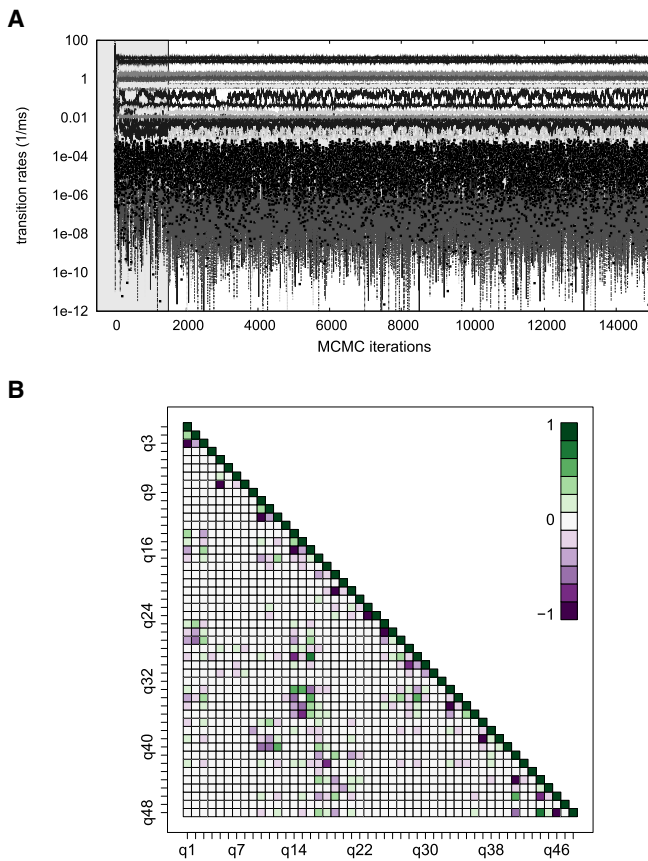 A
100
1
0.01
1e-04
1e-06
1e-08
1e-10
1e-12
transition rates (1/ms)
0 2000 4000 6000 8000 10000 12000 14000
MCMC iterations
B
q3
q9
q16
q24
q32
q40
q48
1
0
−1
q1 q7 q14 q22 q30 q38 q46